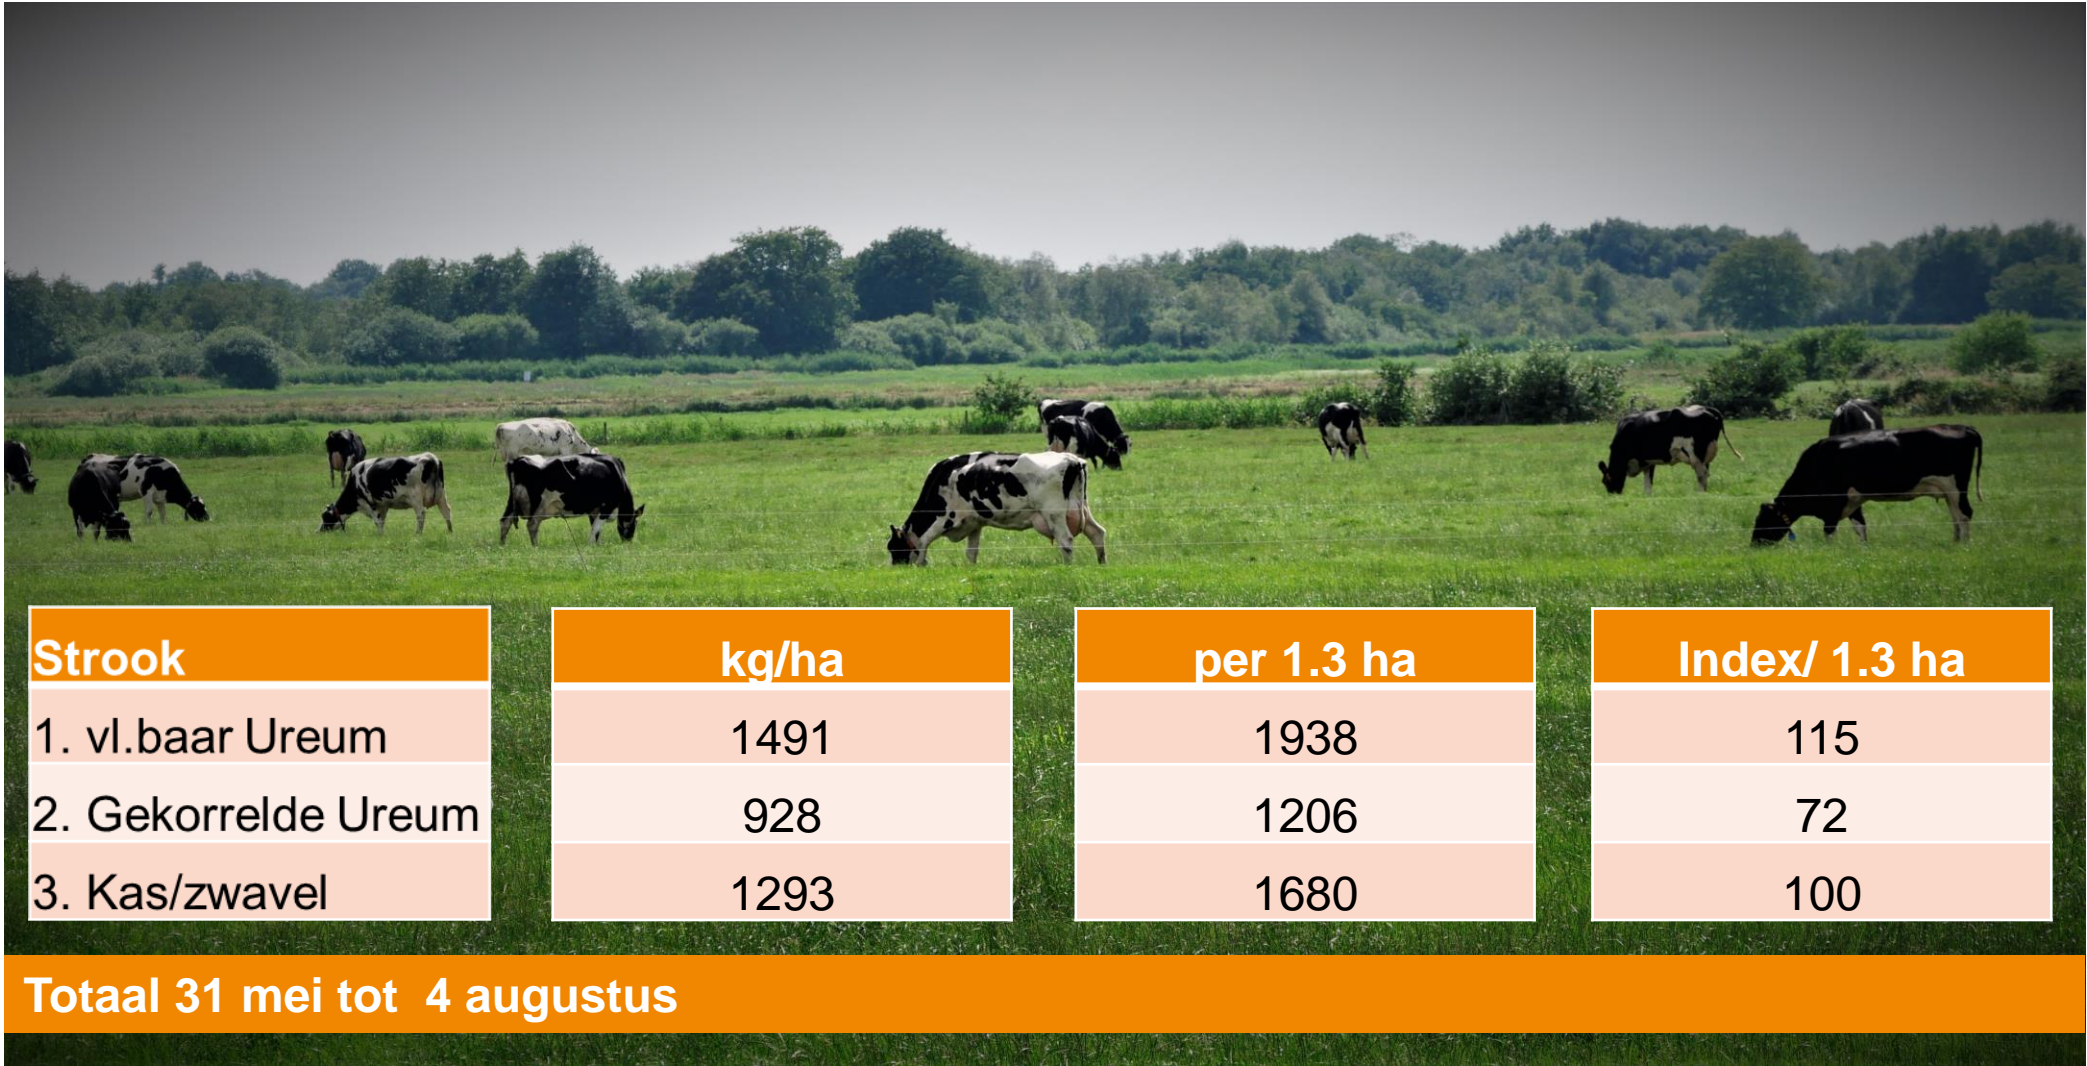 Strook kg/ha per 1.3 ha Index/ 1.3 ha
1. vl.baar Ureum 1491 1938 115
2. Gekorrelde Ureum 928 1206 72
3. Kas/zwavel 1293 1680 100
Totaal 31 mei tot  4 augustus